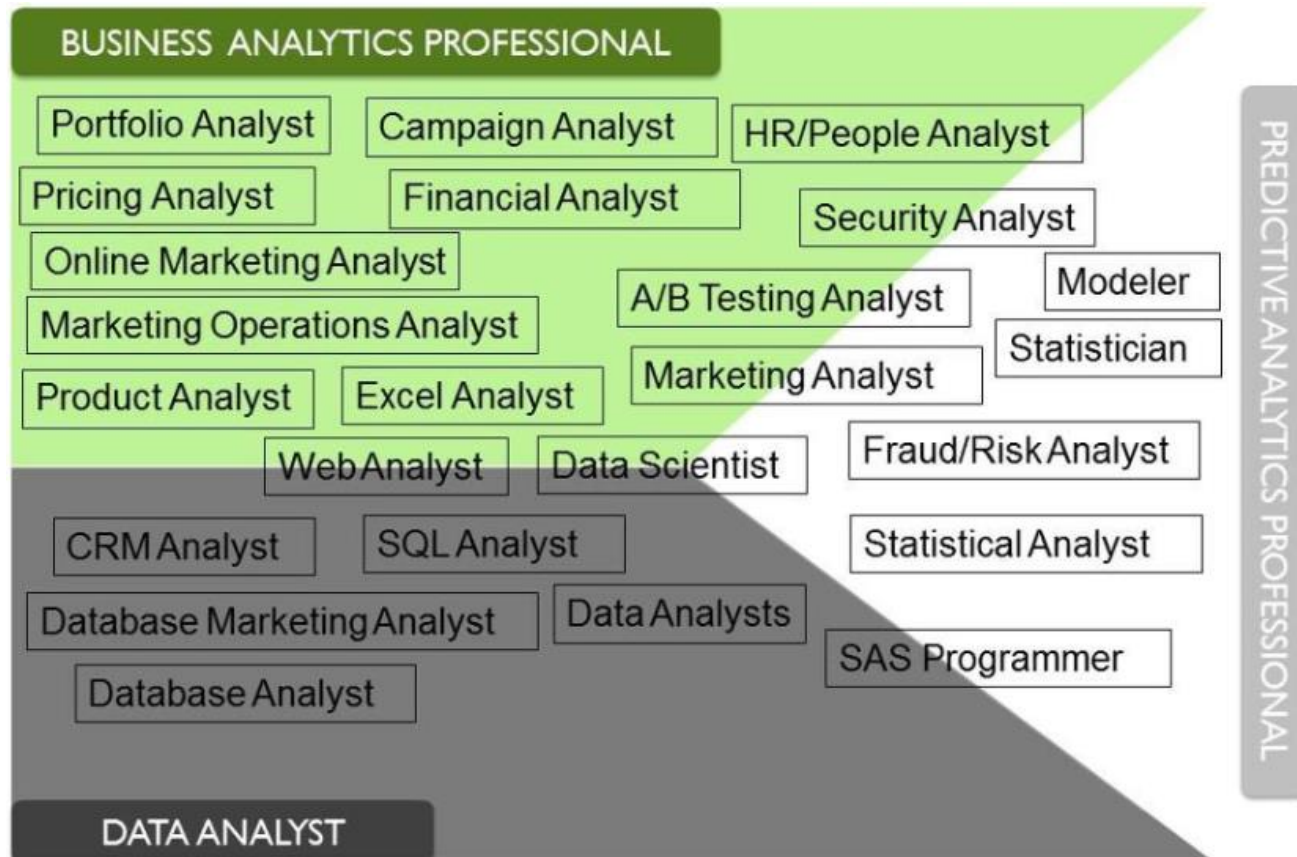 BUSINESS ANALYTICS PROFESSIONAL
Portfolio Analyst
Campaign Analyst
HR/People Analyst
Pricing Analyst
Financial Analyst
Security Analyst
Online Marketing Analyst
A/B Testing Analyst
Modeler
Marketing Operations Analyst
Statistician
Product Analyst
Excel Analyst
Marketing Analyst
Web Analyst
Data Scientist
Fraud/Risk Analyst
CRM Analyst
SQL Analyst
Statistical Analyst
Database Marketing Analyst
Data Analysts
SAS Programmer
Database Analyst
DATA ANALYST
PREDICTIVE ANALYTICS PROFESSIONAL